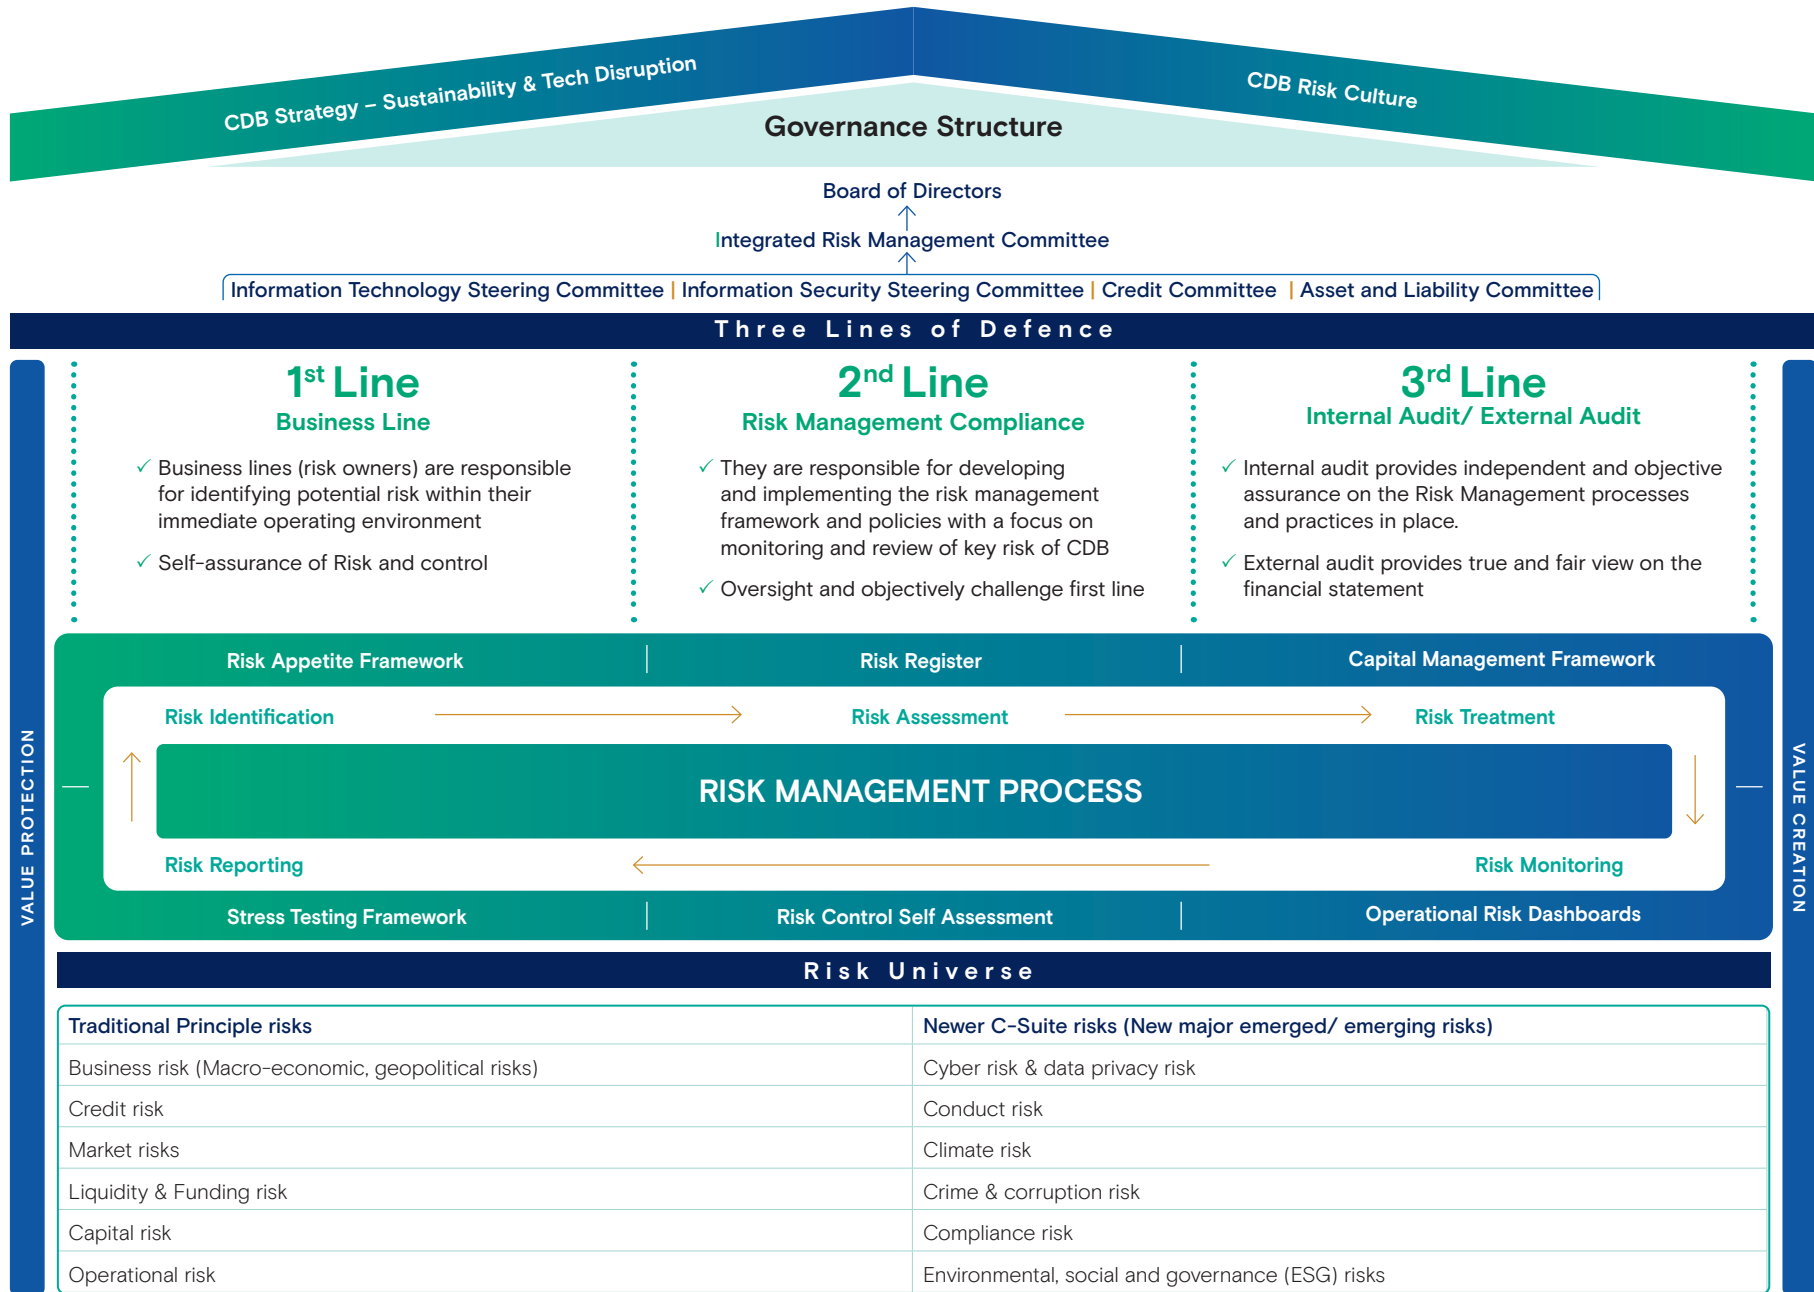 CDB Strategy – Sustainability & Tech Disruption
CDB Risk Culture
Governance Structure
Board of Directors
Integrated Risk Management Committee
Information Technology Steering Committee | Information Security Steering Committee | Credit Committee | Asset and Liability Committee
Three Lines of Defence
1st Line
Business Line
✓ Business lines (risk owners) are responsible
for identifying potential risk within their
immediate operating environment
✓ Self-assurance of Risk and control
2nd Line
Risk Management Compliance
✓ They are responsible for developing
and implementing the risk management
framework and policies with a focus on
monitoring and review of key risk of CDB
✓ Oversight and objectively challenge first line
3rd Line
Internal Audit/ External Audit
✓ Internal audit provides independent and objective
assurance on the Risk Management processes
and practices in place.
✓ External audit provides true and fair view on the
financial statement
VALUE PROTECTION
VALUE CREATION
Risk Appetite Framework | Risk Register | Capital Management Framework
Risk Identification
Risk Assessment
Risk Treatment
RISK MANAGEMENT PROCESS
Risk Reporting
Risk Monitoring
Stress Testing Framework | Risk Control Self Assessment | Operational Risk Dashboards
Risk Universe
Traditional Principle risks
Newer C-Suite risks (New major emerged/ emerging risks)
Business risk (Macro-economic, geopolitical risks)
Cyber risk & data privacy risk
Credit risk
Conduct risk
Market risks
Climate risk
Liquidity & Funding risk
Crime & corruption risk
Capital risk
Compliance risk
Operational risk
Environmental, social and governance (ESG) risks